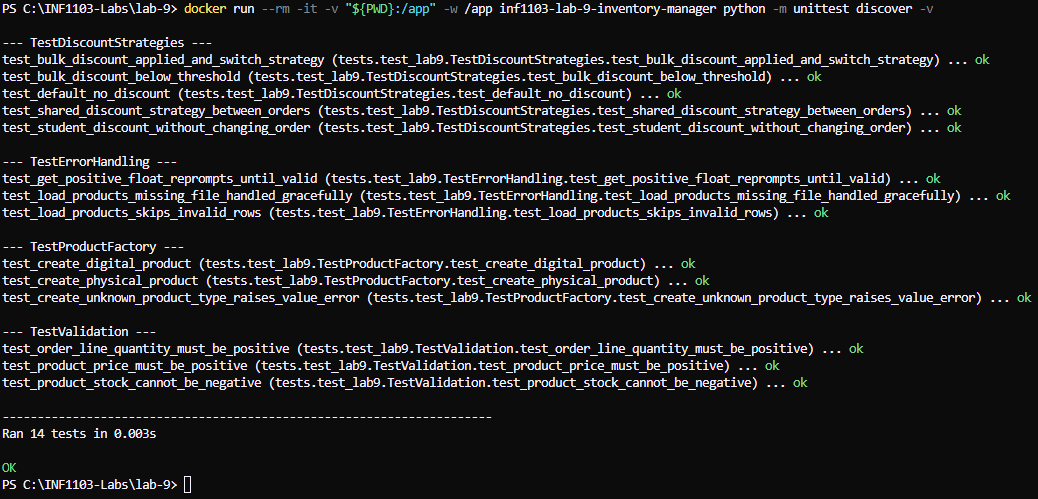 PS C:\INF1103-Labs\lab-9> docker run --rm -it -v "${PWD}:/app" -w /app inf1103-lab-9-inventory-manager python -m unittest discover -v
--- TestDiscountStrategies ---
test_bulk_discount_applied_and_switch_strategy (tests.test_lab9.TestDiscountStrategies.test_bulk_discount_applied_and_switch_strategy) ... ok
test_bulk_discount_below_threshold (tests.test_lab9.TestDiscountStrategies.test_bulk_discount_below_threshold) ... ok
test_default_no_discount (tests.test_lab9.TestDiscountStrategies.test_default_no_discount) ... ok
test_shared_discount_strategy_between_orders (tests.test_lab9.TestDiscountStrategies.test_shared_discount_strategy_between_orders) ... ok
test_student_discount_without_changing_order (tests.test_lab9.TestDiscountStrategies.test_student_discount_without_changing_order) ... ok
--- TestErrorHandling ---
test_get_positive_float_reprompts_until_valid (tests.test_lab9.TestErrorHandling.test_get_positive_float_reprompts_until_valid) ... ok
test_load_products_missing_file_handled_gracefully (tests.test_lab9.TestErrorHandling.test_load_products_missing_file_handled_gracefully) ... ok
test_load_products_skips_invalid_rows (tests.test_lab9.TestErrorHandling.test_load_products_skips_invalid_rows) ... ok
--- TestProductFactory ---
test_create_digital_product (tests.test_lab9.TestProductFactory.test_create_digital_product) ... ok
test_create_physical_product (tests.test_lab9.TestProductFactory.test_create_physical_product) ... ok
test_create_unknown_product_type_raises_value_error (tests.test_lab9.TestProductFactory.test_create_unknown_product_type_raises_value_error) ... ok
--- TestValidation ---
test_order_line_quantity_must_be_positive (tests.test_lab9.TestValidation.test_order_line_quantity_must_be_positive) ... ok
test_product_price_must_be_positive (tests.test_lab9.TestValidation.test_product_price_must_be_positive) ... ok
test_product_stock_cannot_be_negative (tests.test_lab9.TestValidation.test_product_stock_cannot_be_negative) ... ok
----------------------------------------------------------------------
Ran 14 tests in 0.003s
OK
PS C:\INF1103-Labs\lab-9>